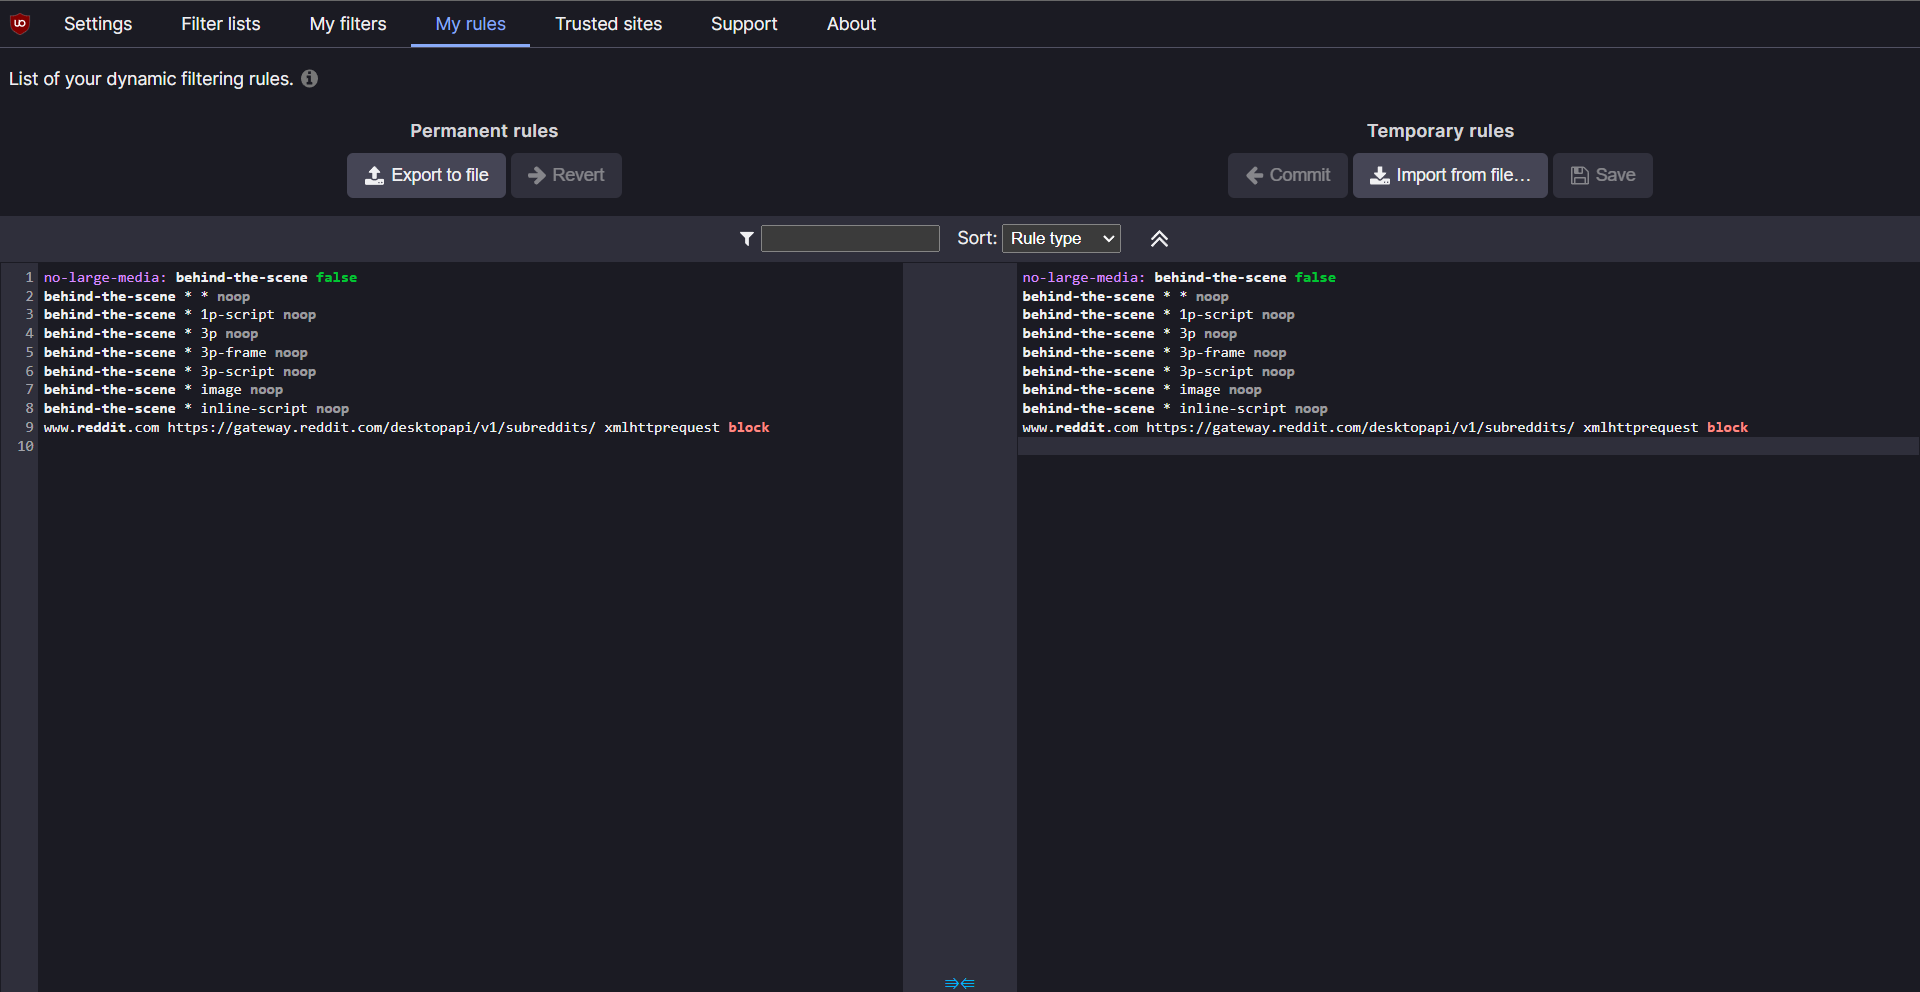 Settings Filter lists My filters My rules Trusted sites Support About
List of your dynamic filtering rules.
Permanent rules
Export to file Revert
Temporary rules
Commit Import from file… Save
Sort: Rule type
1 no-large-media: behind-the-scene false
2 behind-the-scene * * noop
3 behind-the-scene * 1p-script noop
4 behind-the-scene * 3p noop
5 behind-the-scene * 3p-frame noop
6 behind-the-scene * 3p-script noop
7 behind-the-scene * image noop
8 behind-the-scene * inline-script noop
9 www.reddit.com https://gateway.reddit.com/desktopapi/v1/subreddits/ xmlhttprequest block
10
no-large-media: behind-the-scene false
behind-the-scene * * noop
behind-the-scene * 1p-script noop
behind-the-scene * 3p noop
behind-the-scene * 3p-frame noop
behind-the-scene * 3p-script noop
behind-the-scene * image noop
behind-the-scene * inline-script noop
www.reddit.com https://gateway.reddit.com/desktopapi/v1/subreddits/ xmlhttprequest block